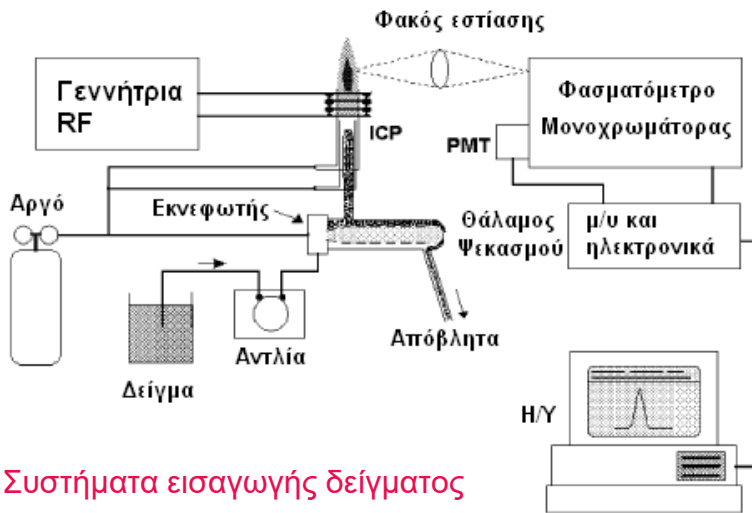 Φακός εστίασης
Γεννήτρια
RF
ICP
Φασματόμετρο
Μονοχρωμάτορας
PMT
Αργό
Εκνεφωτής
Θάλαμος
Ψεκασμού
μ/υ και
ηλεκτρονικά
Αντλία
Απόβλητα
Δείγμα
Η/Υ
Συστήματα εισαγωγής δείγματος